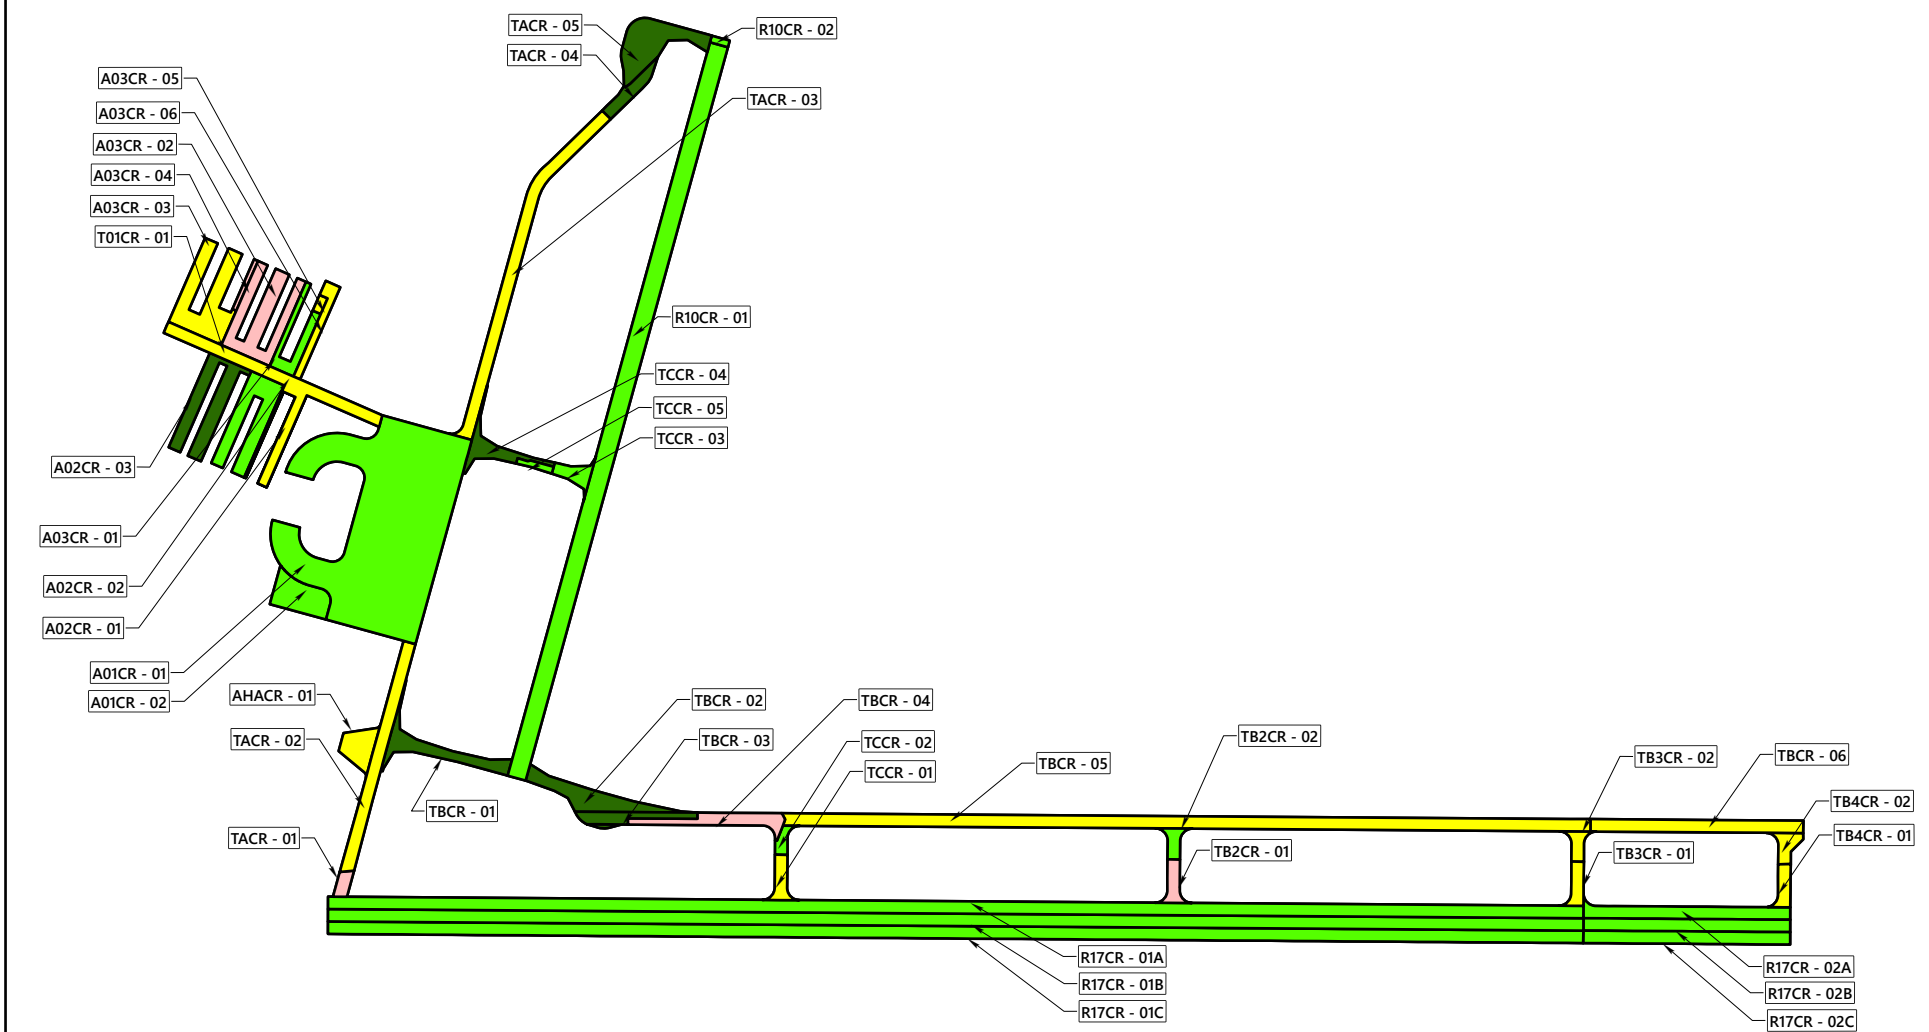 TACR - 05
R10CR - 02
TACR - 04
A03CR - 05
TACR - 03
A03CR - 06
A03CR - 02
A03CR - 04
A03CR - 03
T01CR - 01
R10CR - 01
TCCR - 04
TCCR - 05
TCCR - 03
A02CR - 03
A03CR - 01
A02CR - 02
A02CR - 01
A01CR - 01
A01CR - 02
AHACR - 01
TBCR - 02
TBCR - 04
TACR - 02
TBCR - 03
TCCR - 02
TB2CR - 02
TBCR - 05
TCCR - 01
TB3CR - 02
TBCR - 06
TBCR - 01
TB4CR - 02
TACR - 01
TB2CR - 01
TB3CR - 01
TB4CR - 01
R17CR - 01A
R17CR - 02A
R17CR - 01B
R17CR - 02B
R17CR - 01C
R17CR - 02C